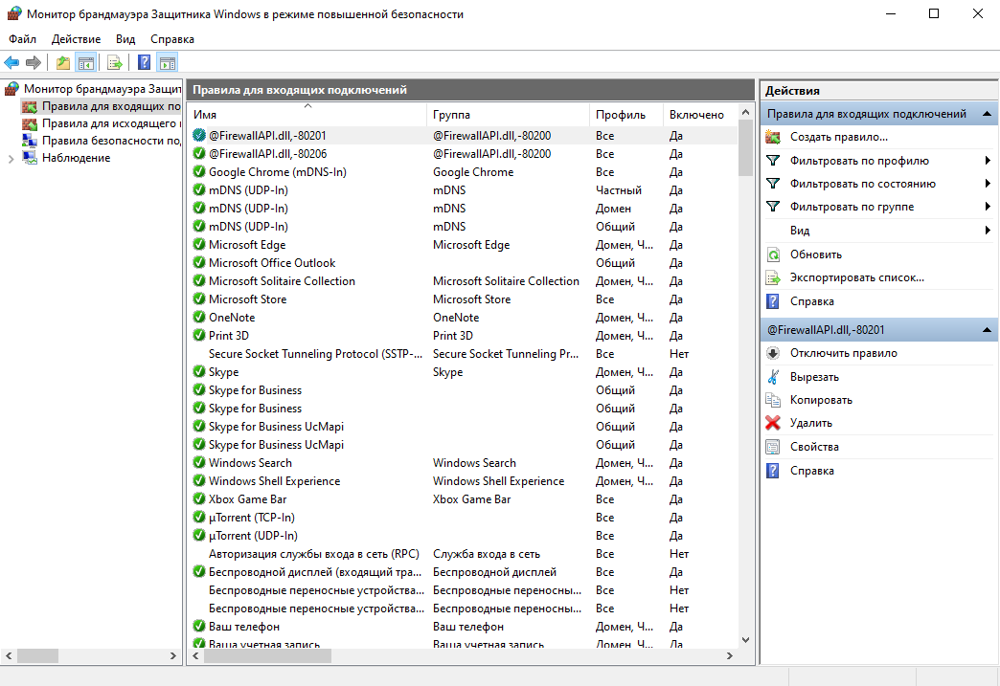 Монитор брандмауэра Защитника Windows в режиме повышенной безопасности
Файл Действие Вид Справка
Монитор брандмауэра Защит
Правила для входящих по
Правила для исходящего
Правила безопасности по
Наблюдение
Правила для входящих подключений
Имя Группа Профиль Включено
@FirewallAPI.dll,-80201 @FirewallAPI.dll,-80200 Все Да
@FirewallAPI.dll,-80206 @FirewallAPI.dll,-80200 Все Да
Google Chrome (mDNS-In) Google Chrome Все Да
mDNS (UDP-In) mDNS Частный Да
mDNS (UDP-In) mDNS Домен Да
mDNS (UDP-In) mDNS Общий Да
Microsoft Edge Microsoft Edge Домен, Ч... Да
Microsoft Office Outlook Общий Да
Microsoft Solitaire Collection Microsoft Solitaire Collection Домен, Ч... Да
Microsoft Store Microsoft Store Все Да
OneNote OneNote Домен, Ч... Да
Print 3D Print 3D Домен, Ч... Да
Secure Socket Tunneling Protocol (SSTP-... Secure Socket Tunneling Pr... Все Нет
Skype Skype Домен, Ч... Да
Skype for Business Общий Да
Skype for Business Общий Да
Skype for Business UcMapi Общий Да
Skype for Business UcMapi Общий Да
Windows Search Windows Search Домен, Ч... Да
Windows Shell Experience Windows Shell Experience Домен, Ч... Да
Xbox Game Bar Xbox Game Bar Все Да
µTorrent (TCP-In) Все Да
µTorrent (UDP-In) Все Да
Авторизация службы входа в сеть (RPC) Служба входа в сеть Все Нет
Беспроводной дисплей (входящий тра... Беспроводной дисплей Все Да
Беспроводные переносные устройства... Беспроводные переносны... Все Нет
Беспроводные переносные устройства... Беспроводные переносны... Все Нет
Ваш телефон Ваш телефон Домен, Ч... Да
Ваша учетная запись Ваша учетная запись Домен, Ч... Да
Действия
Правила для входящих подключений
Создать правило...
Фильтровать по профилю
Фильтровать по состоянию
Фильтровать по группе
Вид
Обновить
Экспортировать список...
Справка
@FirewallAPI.dll,-80201
Отключить правило
Вырезать
Копировать
Удалить
Свойства
Справка